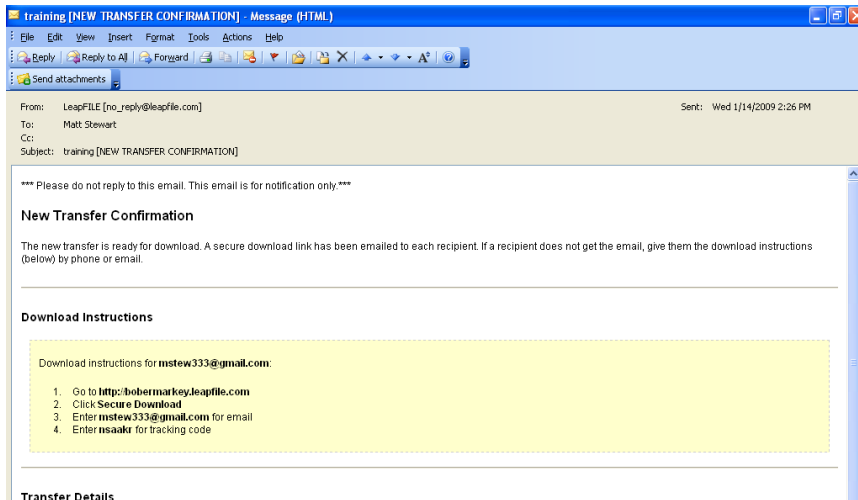 training [NEW TRANSFER CONFIRMATION] - Message (HTML)
File Edit View Insert Format Tools Actions Help
Reply Reply to All Forward
Send attachments
From: LeapFILE [no_reply@leapfile.com] Sent: Wed 1/14/2009 2:26 PM
To: Matt Stewart
Cc:
Subject: training [NEW TRANSFER CONFIRMATION]
*** Please do not reply to this email. This email is for notification only.***
New Transfer Confirmation
The new transfer is ready for download. A secure download link has been emailed to each recipient. If a recipient does not get the email, give them the download instructions
(below) by phone or email.
Download Instructions
Download instructions for mstew333@gmail.com:
1. Go to http://bobermarkey.leapfile.com
2. Click Secure Download
3. Enter mstew333@gmail.com for email
4. Enter nsaakr for tracking code
Transfer Details